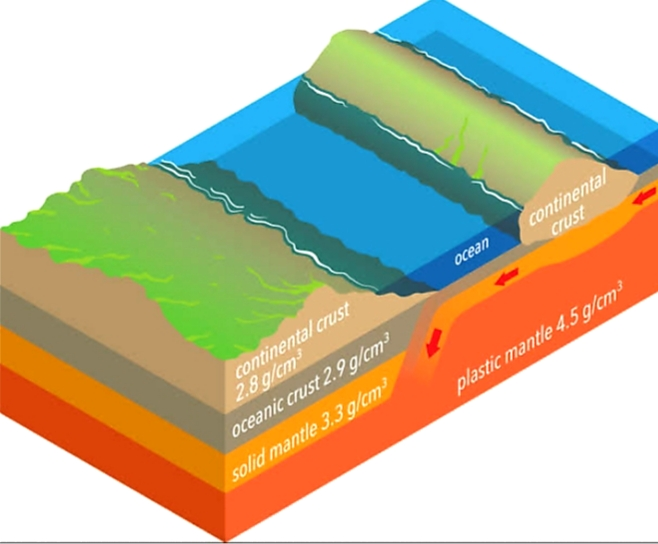 continental
crust
ocean
continental crust
2.8 g/cm³
oceanic crust 2.9 g/cm³
solid mantle 3.3 g/cm³
plastic mantle 4.5 g/cm³